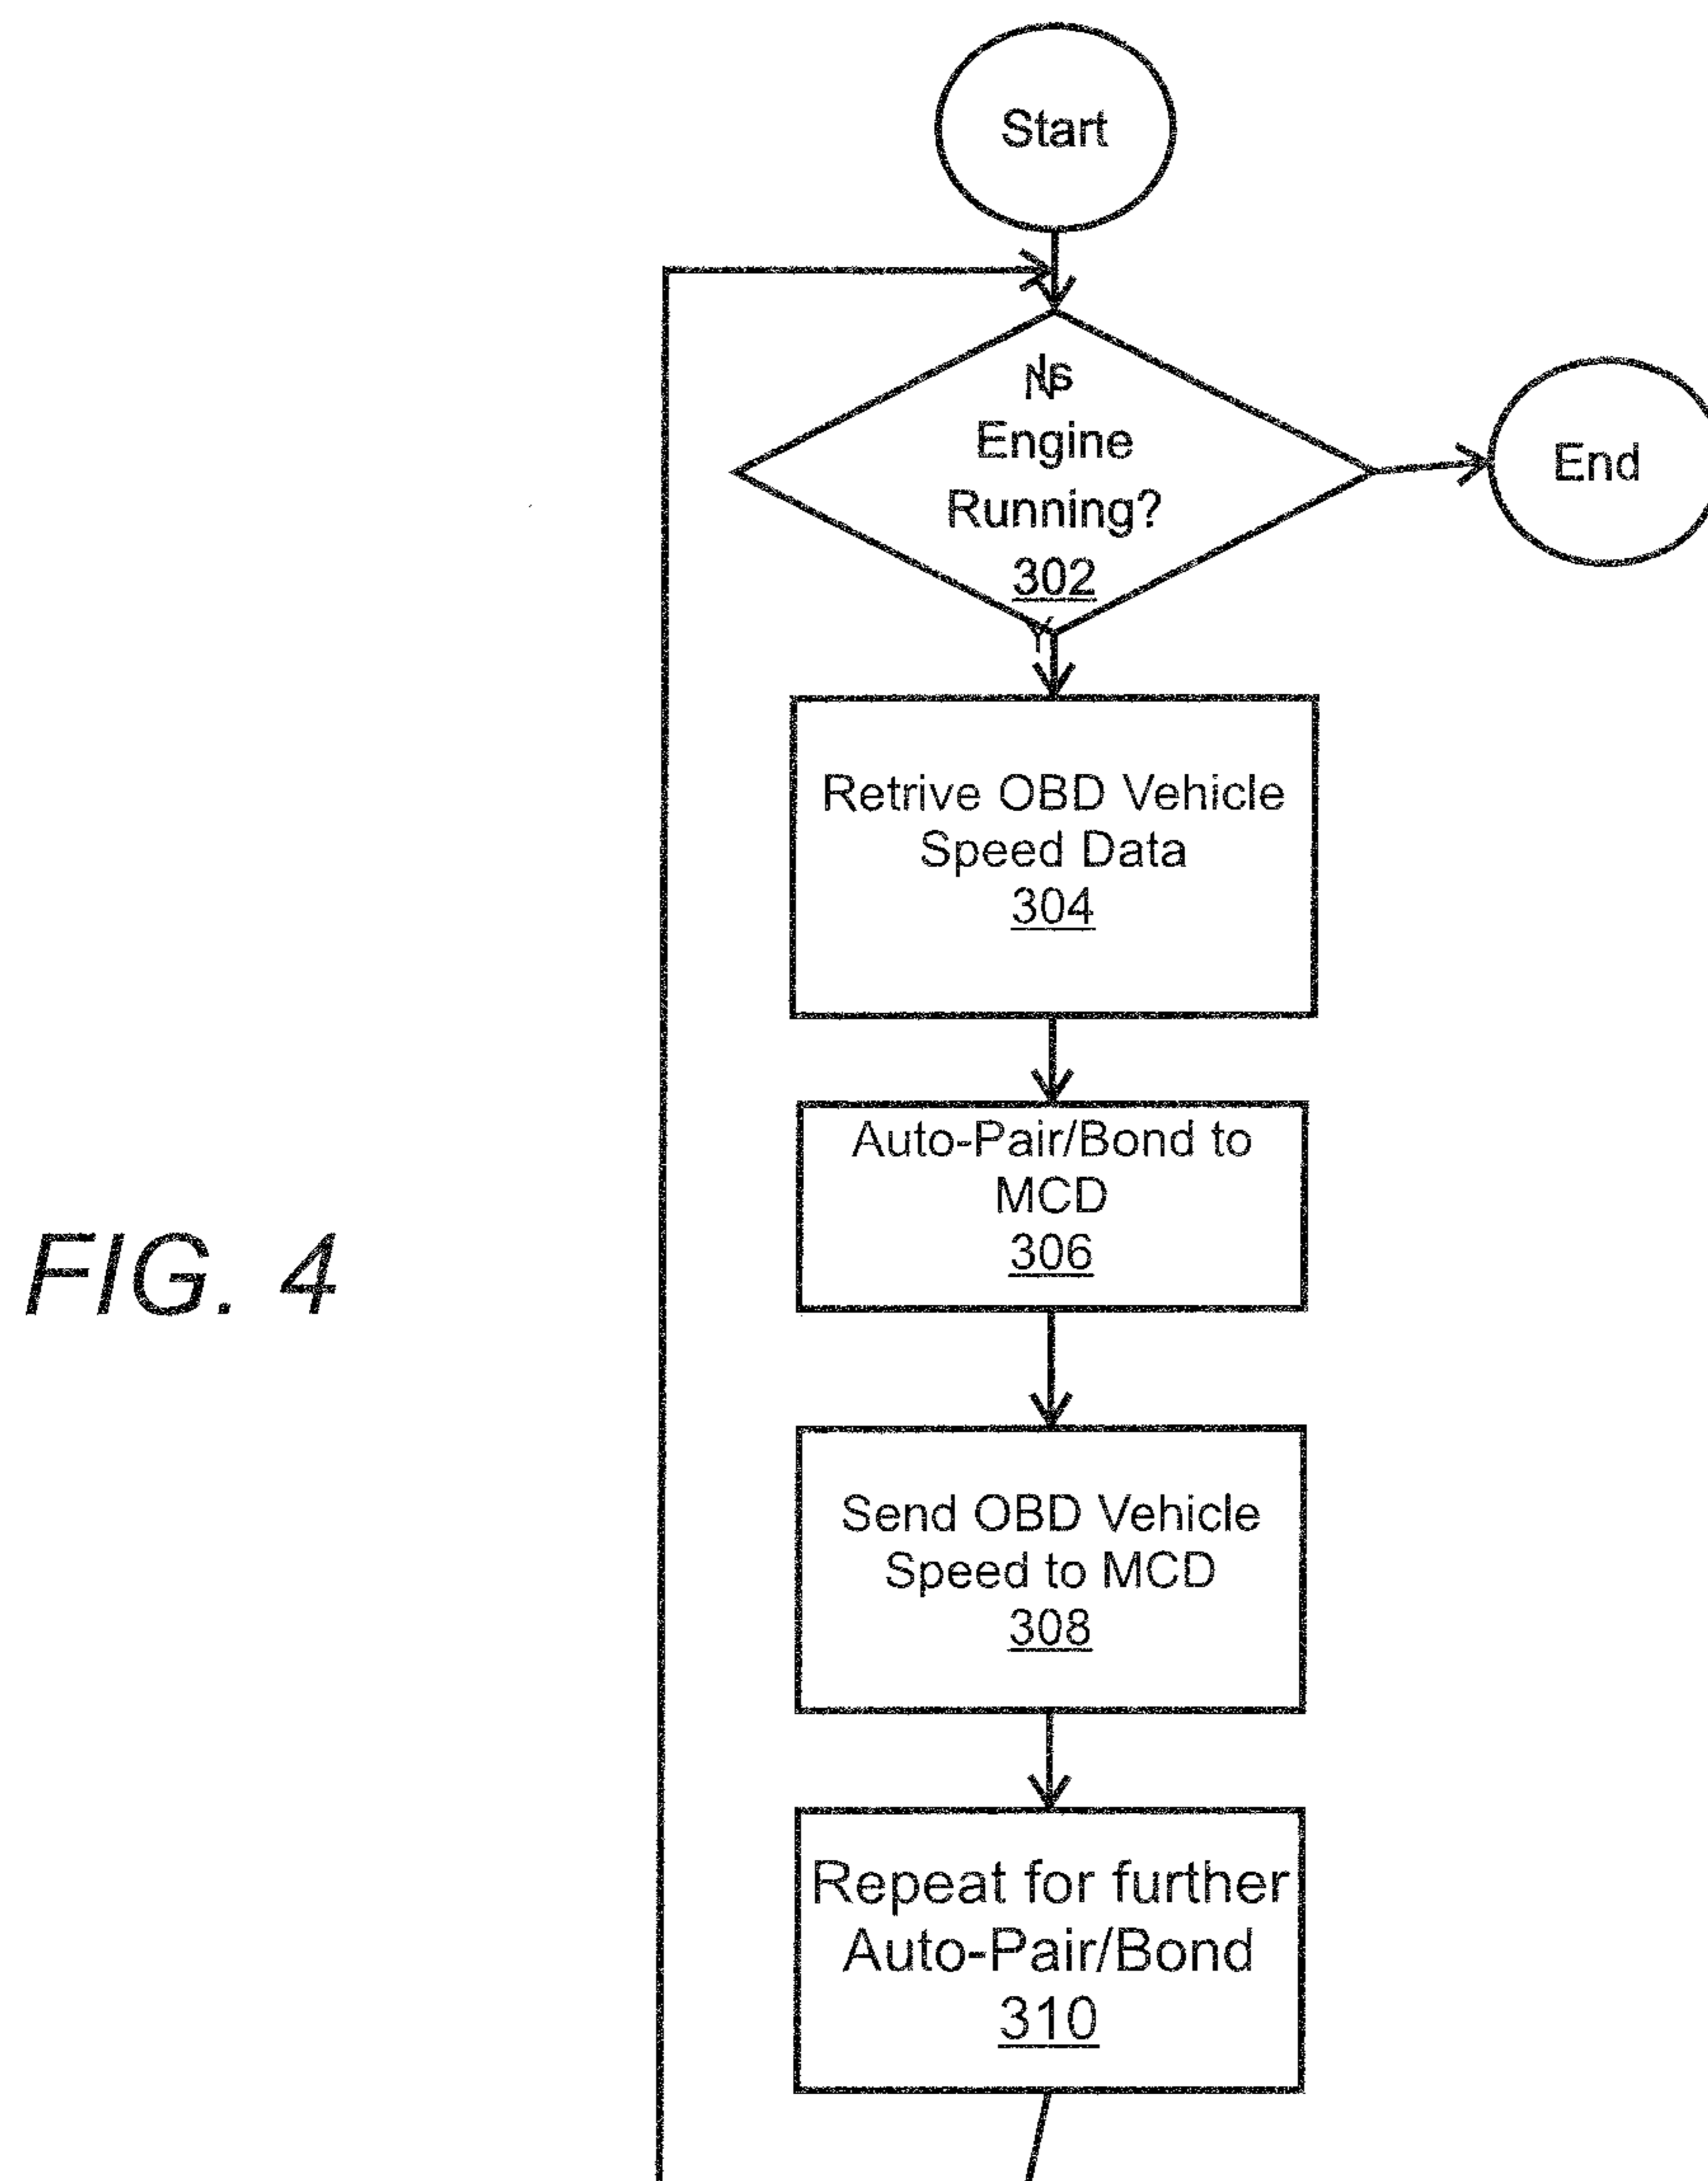 Start
Engine
Running?
302
Y
End
Retrive OBD Vehicle
Speed Data
304
Auto-Pair/Bond to
MCD
306
FIG. 4
Send OBD Vehicle
Speed to MCD
308
Repeat for further
Auto-Pair/Bond
310